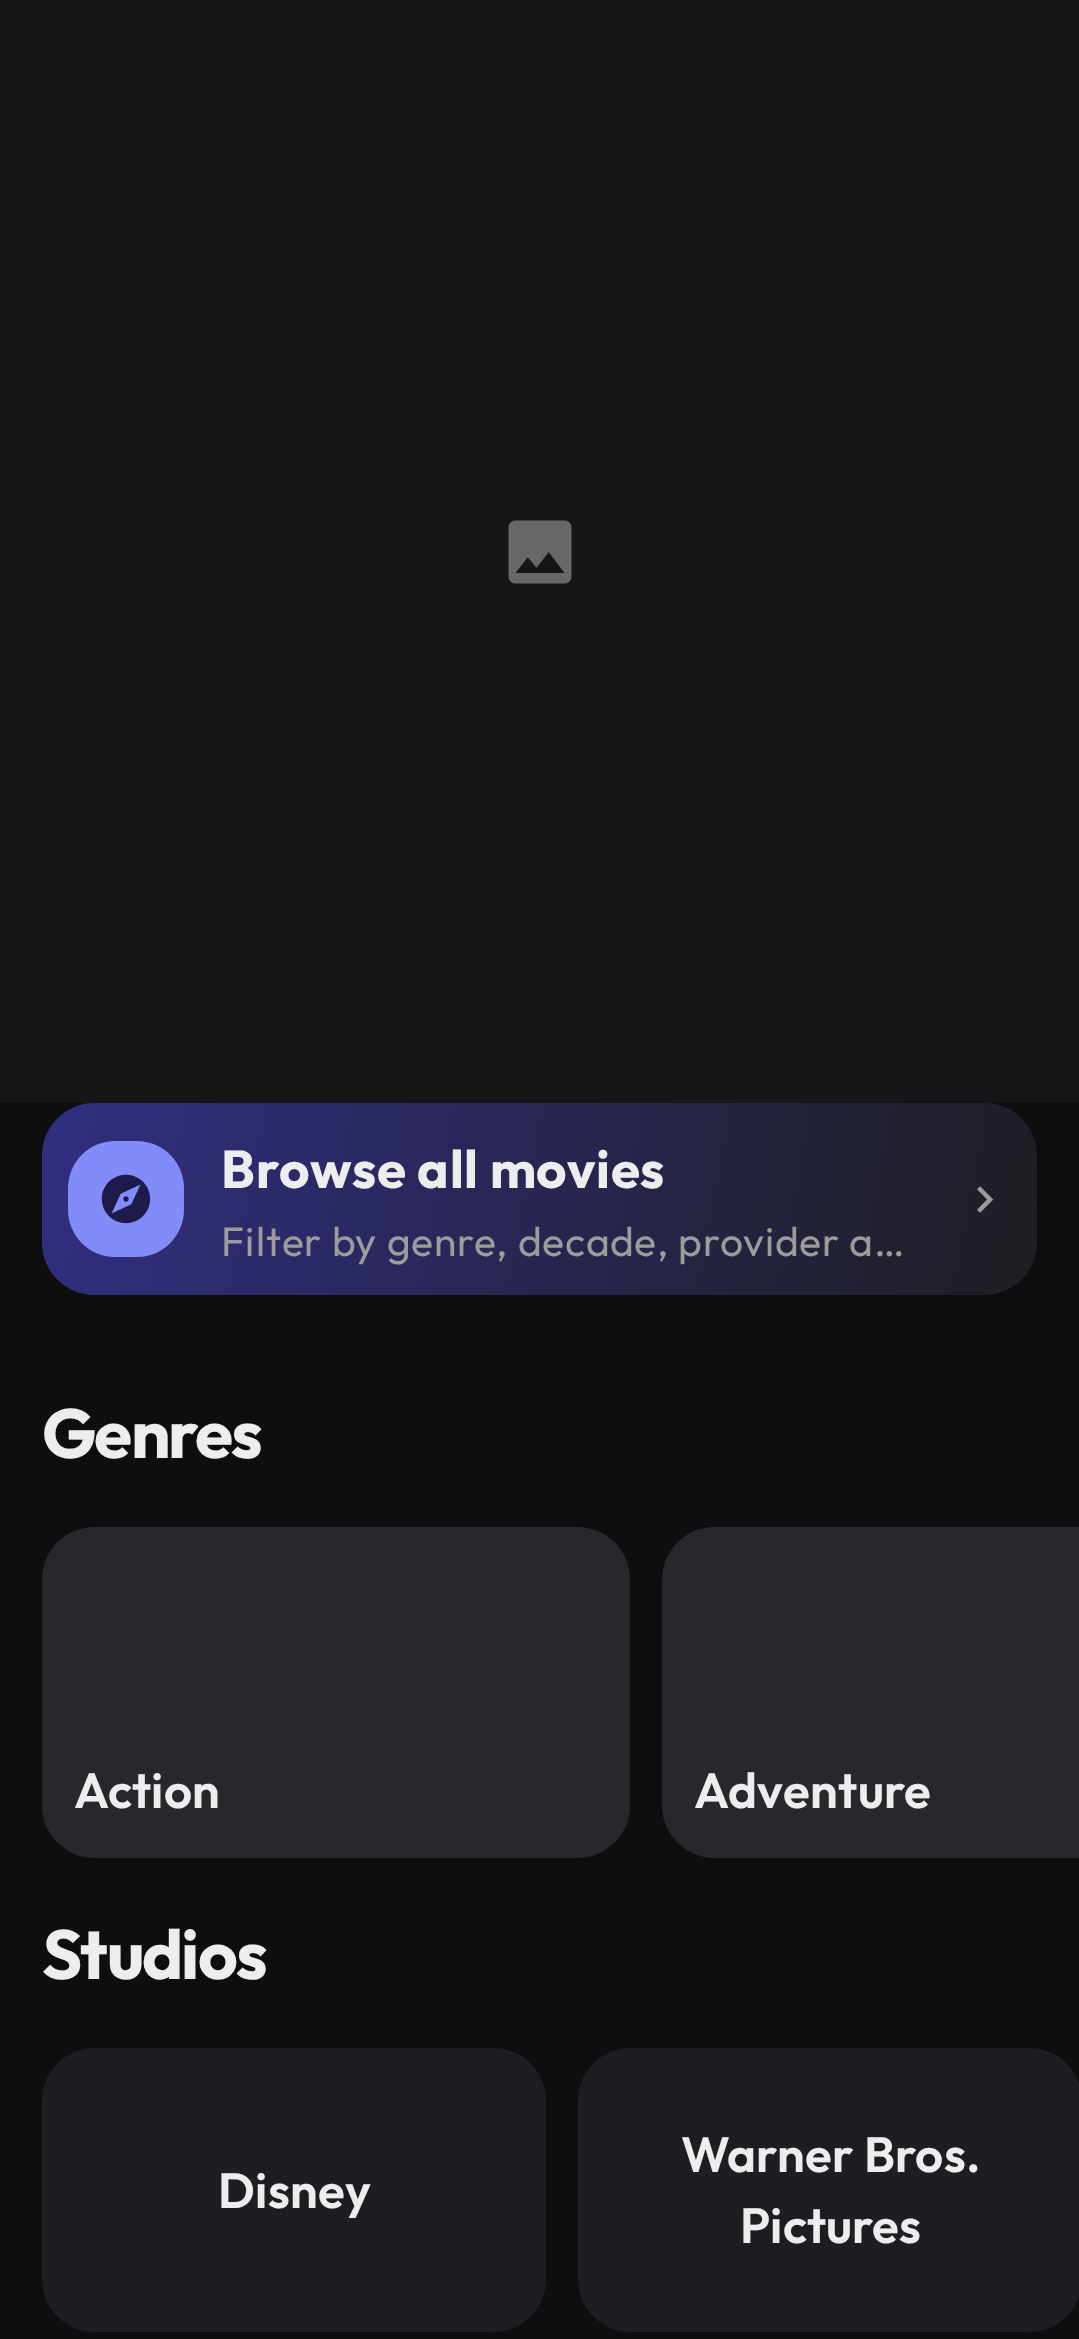 Browse all movies
Filter by genre, decade, provider a...
Genres
Action
Adventure
Studios
Disney
Warner Bros.
Pictures